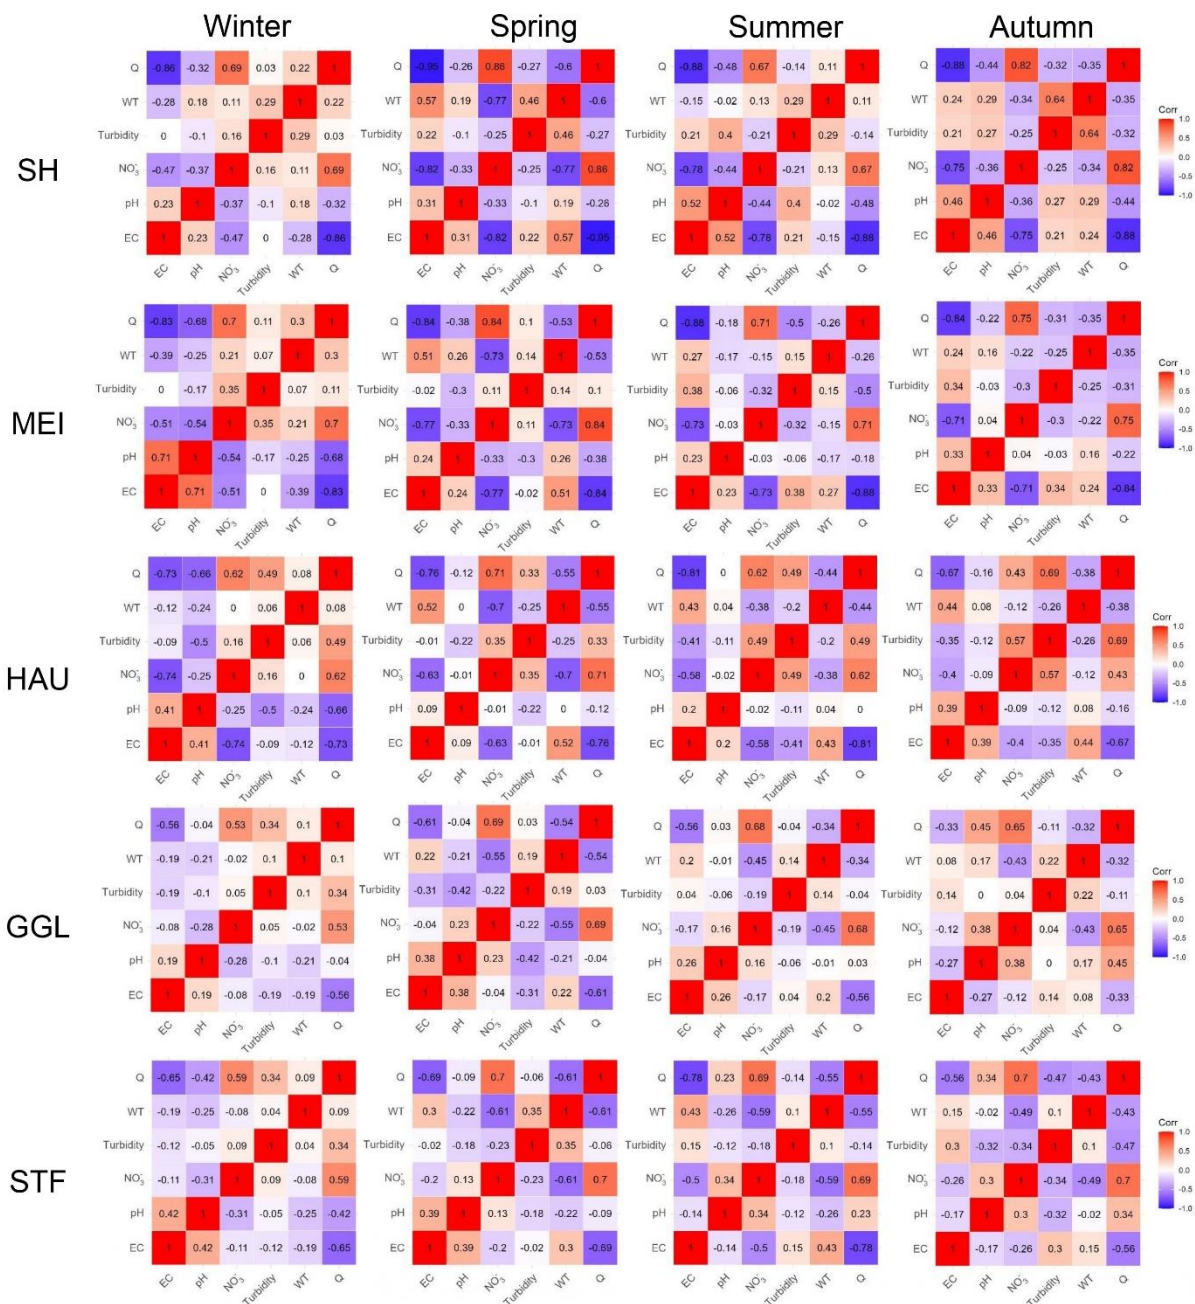 Winter Spring Summer Autumn
SH
Q -0.86 -0.32 0.69 0.03 0.22 1 -0.95 -0.26 0.86 -0.27 -0.6 1 -0.88 -0.48 0.67 -0.14 0.11 1 -0.88 -0.44 0.82 -0.32 -0.35 1
WT -0.28 0.18 0.11 0.29 1 0.22 0.57 0.19 -0.77 0.46 1 -0.6 -0.15 -0.02 0.13 0.29 1 0.11 0.24 0.29 -0.34 0.64 1 -0.35
Turbidity 0 -0.1 0.16 1 0.29 0.03 0.22 -0.1 -0.25 1 0.46 -0.27 0.21 0.4 -0.21 1 0.29 -0.14 0.21 0.27 -0.25 1 0.64 -0.32
NO₃⁻ -0.47 -0.37 1 0.16 0.11 0.69 -0.82 -0.33 1 -0.25 -0.77 0.86 -0.78 -0.44 1 -0.21 0.13 0.67 -0.75 -0.36 1 -0.25 -0.34 0.82
pH 0.23 1 -0.37 -0.1 0.18 -0.32 0.31 1 -0.33 -0.1 0.19 -0.26 0.52 1 -0.44 0.4 -0.02 -0.48 0.46 1 -0.36 0.27 0.29 -0.44
EC 1 0.23 -0.47 0 -0.28 -0.86 1 0.31 -0.82 0.22 0.57 -0.95 1 0.52 -0.78 0.21 -0.15 -0.88 1 0.46 -0.75 0.21 0.24 -0.88
EC pH NO₃⁻ Turbidity WT Q EC pH NO₃⁻ Turbidity WT Q EC pH NO₃⁻ Turbidity WT Q EC pH NO₃⁻ Turbidity WT Q
Corr
1.0
0.5
0.0
-0.5
-1.0
MEI
Q -0.83 -0.68 0.7 0.11 0.3 1 -0.84 -0.38 0.84 0.1 -0.53 1 -0.88 -0.18 0.71 -0.5 -0.26 1 -0.84 -0.22 0.75 -0.31 -0.35 1
WT -0.39 -0.25 0.21 0.07 1 0.3 0.51 0.26 -0.73 0.14 1 -0.53 0.27 -0.17 -0.15 0.15 1 -0.26 0.24 0.16 -0.22 -0.25 1 -0.35
Turbidity 0 -0.17 0.35 1 0.07 0.11 -0.02 -0.3 0.11 1 0.14 0.1 0.38 -0.06 -0.32 1 0.15 -0.5 0.34 -0.03 -0.3 1 -0.25 -0.31
NO₃⁻ -0.51 -0.54 1 0.35 0.21 0.7 -0.77 -0.33 1 0.11 -0.73 0.84 -0.73 -0.03 1 -0.32 -0.15 0.71 -0.71 0.04 1 -0.3 -0.22 0.75
pH 0.71 1 -0.54 -0.17 -0.25 -0.68 0.24 1 -0.33 -0.3 0.26 -0.38 0.23 1 -0.03 -0.06 -0.17 -0.18 0.33 1 0.04 -0.03 0.16 -0.22
EC 1 0.71 -0.51 0 -0.39 -0.83 1 0.24 -0.77 -0.02 0.51 -0.84 1 0.23 -0.73 0.38 0.27 -0.88 1 0.33 -0.71 0.34 0.24 -0.84
EC pH NO₃⁻ Turbidity WT Q EC pH NO₃⁻ Turbidity WT Q EC pH NO₃⁻ Turbidity WT Q EC pH NO₃⁻ Turbidity WT Q
Corr
1.0
0.5
0.0
-0.5
-1.0
HAU
Q -0.73 -0.66 0.62 0.49 0.08 1 -0.76 -0.12 0.71 0.33 -0.55 1 -0.81 0 0.62 0.49 -0.44 1 -0.67 -0.16 0.43 0.69 -0.38 1
WT -0.12 -0.24 0 0.06 1 0.08 0.52 0 -0.7 -0.25 1 -0.55 0.43 0.04 -0.38 -0.2 1 -0.44 0.44 0.08 -0.12 -0.26 1 -0.38
Turbidity -0.09 -0.5 0.16 1 0.06 0.49 -0.01 -0.22 0.35 1 -0.25 0.33 -0.41 -0.11 0.49 1 -0.2 0.49 -0.35 -0.12 0.57 1 -0.26 0.69
NO₃⁻ -0.74 -0.25 1 0.16 0 0.62 -0.63 -0.01 1 0.35 -0.7 0.71 -0.58 -0.02 1 0.49 -0.38 0.62 -0.4 -0.09 1 0.57 -0.12 0.43
pH 0.41 1 -0.25 -0.5 -0.24 -0.66 0.09 1 -0.01 -0.22 0 -0.12 0.2 1 -0.02 -0.11 0.04 0 0.39 1 -0.09 -0.12 0.08 -0.16
EC 1 0.41 -0.74 -0.09 -0.12 -0.73 1 0.09 -0.63 -0.01 0.52 -0.76 1 0.2 -0.58 -0.41 0.43 -0.81 1 0.39 -0.4 -0.35 0.44 -0.67
EC pH NO₃⁻ Turbidity WT Q EC pH NO₃⁻ Turbidity WT Q EC pH NO₃⁻ Turbidity WT Q EC pH NO₃⁻ Turbidity WT Q
Corr
1.0
0.5
0.0
-0.5
-1.0
GGL
Q -0.56 -0.04 0.53 0.34 0.1 1 -0.61 -0.04 0.69 0.03 -0.54 1 -0.56 0.03 0.68 -0.04 -0.34 1 -0.33 0.45 0.65 -0.11 -0.32 1
WT -0.19 -0.21 -0.02 0.1 1 0.1 0.22 -0.21 -0.55 0.19 1 -0.54 0.2 -0.01 -0.45 0.14 1 -0.34 0.08 0.17 -0.43 0.22 1 -0.32
Turbidity -0.19 -0.1 0.05 1 0.1 0.34 -0.31 -0.42 -0.22 1 0.19 0.03 0.04 -0.06 -0.19 1 0.14 -0.04 0.14 0 0.04 1 0.22 -0.11
NO₃⁻ -0.08 -0.28 1 0.05 -0.02 0.53 -0.04 0.23 1 -0.22 -0.55 0.69 -0.17 0.16 1 -0.19 -0.45 0.68 -0.12 0.38 1 0.04 -0.43 0.65
pH 0.19 1 -0.28 -0.1 -0.21 -0.04 0.38 1 0.23 -0.42 -0.21 -0.04 0.26 1 0.16 -0.06 -0.01 0.03 -0.27 1 0.38 0 0.17 0.45
EC 1 0.19 -0.08 -0.19 -0.19 -0.56 1 0.38 -0.04 -0.31 0.22 -0.61 1 0.26 -0.17 0.04 0.2 -0.56 1 -0.27 -0.12 0.14 0.08 -0.33
EC pH NO₃⁻ Turbidity WT Q EC pH NO₃⁻ Turbidity WT Q EC pH NO₃⁻ Turbidity WT Q EC pH NO₃⁻ Turbidity WT Q
Corr
1.0
0.5
0.0
-0.5
-1.0
STF
Q -0.65 -0.42 0.59 0.34 0.09 1 -0.69 -0.09 0.7 -0.06 -0.61 1 -0.78 0.23 0.69 -0.14 -0.55 1 -0.56 0.34 0.7 -0.47 -0.43 1
WT -0.19 -0.25 -0.08 0.04 1 0.09 0.3 -0.22 -0.61 0.35 1 -0.61 0.43 -0.26 -0.59 0.1 1 -0.55 0.15 -0.02 -0.49 0.1 1 -0.43
Turbidity -0.12 -0.05 0.09 1 0.04 0.34 -0.02 -0.18 -0.23 1 0.35 -0.06 0.15 -0.12 -0.18 1 0.1 -0.14 0.3 -0.32 -0.34 1 0.1 -0.47
NO₃⁻ -0.11 -0.31 1 0.09 -0.08 0.59 -0.2 0.13 1 -0.23 -0.61 0.7 -0.5 0.34 1 -0.18 -0.59 0.69 -0.26 0.3 1 -0.34 -0.49 0.7
pH 0.42 1 -0.31 -0.05 -0.25 -0.42 0.39 1 0.13 -0.18 -0.22 -0.09 -0.14 1 0.34 -0.12 -0.26 0.23 -0.17 1 0.3 -0.32 -0.02 0.34
EC 1 0.42 -0.11 -0.12 -0.19 -0.65 1 0.39 -0.2 -0.02 0.3 -0.69 1 -0.14 -0.5 0.15 0.43 -0.78 1 -0.17 -0.26 0.3 0.15 -0.56
EC pH NO₃⁻ Turbidity WT Q EC pH NO₃⁻ Turbidity WT Q EC pH NO₃⁻ Turbidity WT Q EC pH NO₃⁻ Turbidity WT Q
Corr
1.0
0.5
0.0
-0.5
-1.0